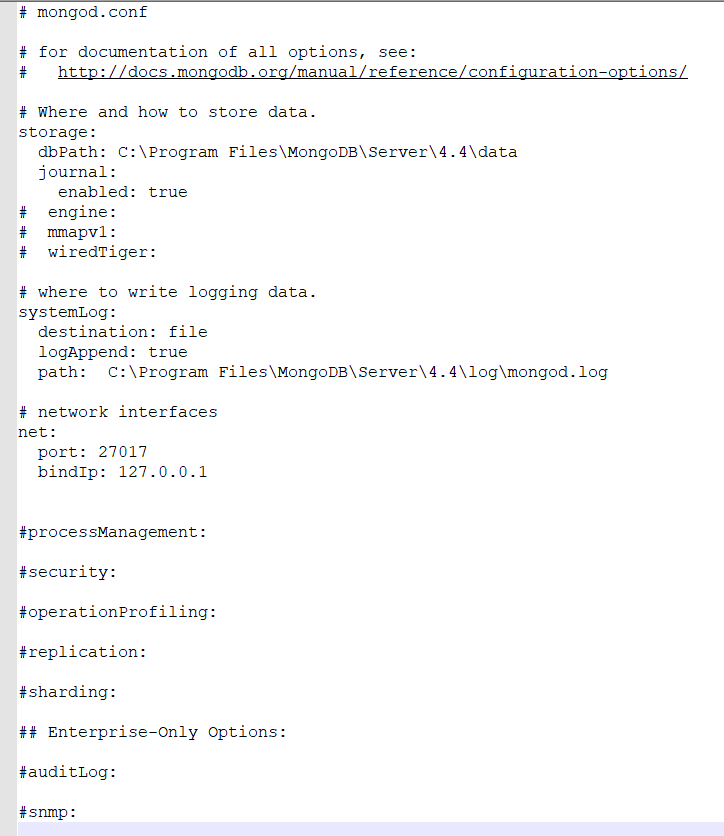 # mongod.conf
# for documentation of all options, see:
#   http://docs.mongodb.org/manual/reference/configuration-options/
# Where and how to store data.
storage:
  dbPath: C:\Program Files\MongoDB\Server\4.4\data
  journal:
    enabled: true
#  engine:
#  mmapv1:
#  wiredTiger:
# where to write logging data.
systemLog:
  destination: file
  logAppend: true
  path:  C:\Program Files\MongoDB\Server\4.4\log\mongod.log
# network interfaces
net:
  port: 27017
  bindIp: 127.0.0.1
#processManagement:
#security:
#operationProfiling:
#replication:
#sharding:
## Enterprise-Only Options:
#auditLog:
#snmp: